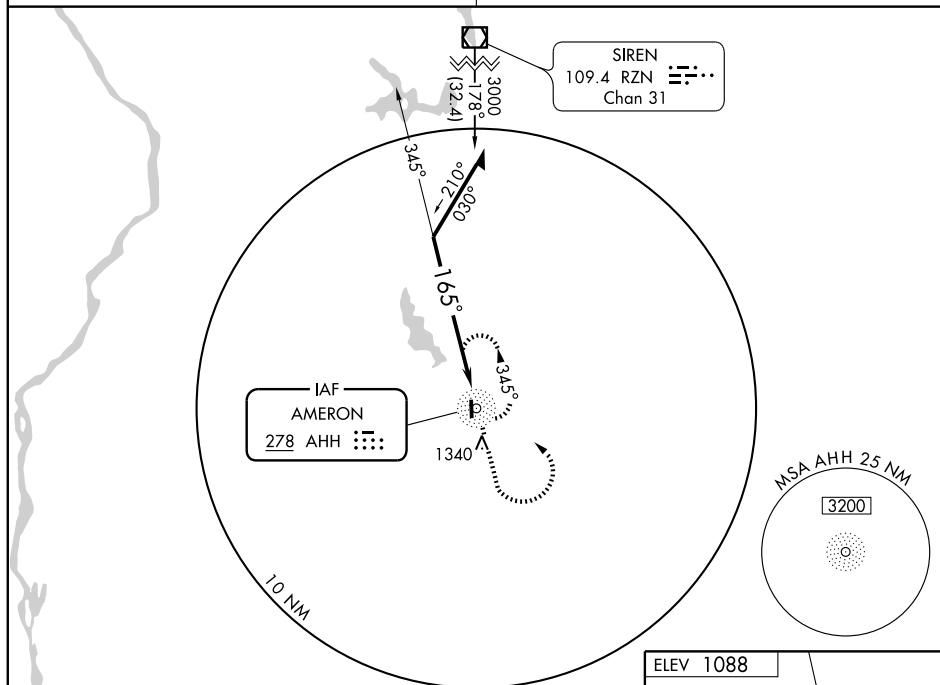 SIREN
109.4 RZN
Chan 31
3000
178°
(32.4)
345°
210°
030°
165°
345°
IAF
AMERON
278 AHH
1340
MSA AHH 25 NM
3200
10 NM
ELEV 1088